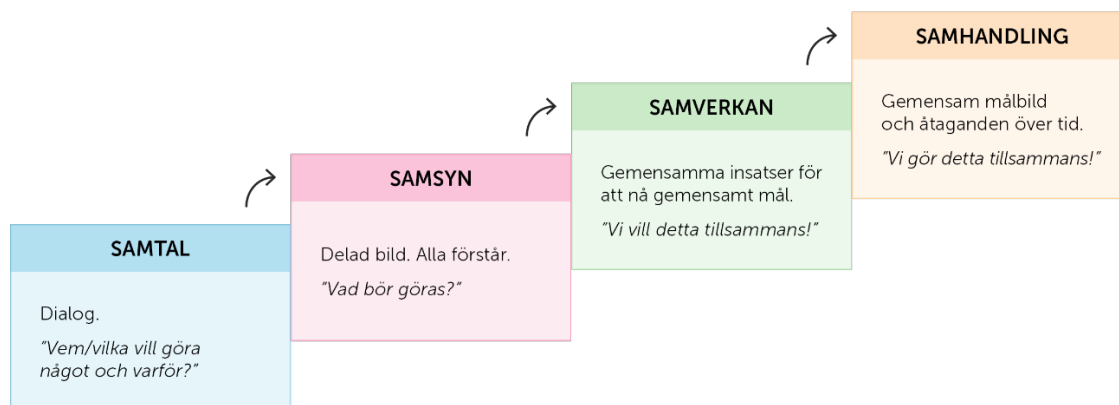 SAMTAL
Dialog.
”Vem/vilka vill göra
något och varför?”
SAMSYN
Delad bild. Alla förstår.
”Vad bör göras?”
SAMVERKAN
Gemensamma insatser för
att nå gemensamt mål.
”Vi vill detta tillsammans!”
SAMHANDLING
Gemensam målbild
och åtaganden över tid.
”Vi gör detta tillsammans!”